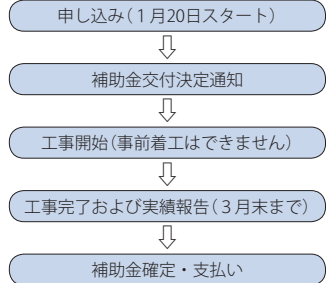 申し込み(1月20日スタート)
補助金交付決定通知
工事開始(事前着工はできません)
工事完了および実績報告(3月末まで)
補助金確定・支払い